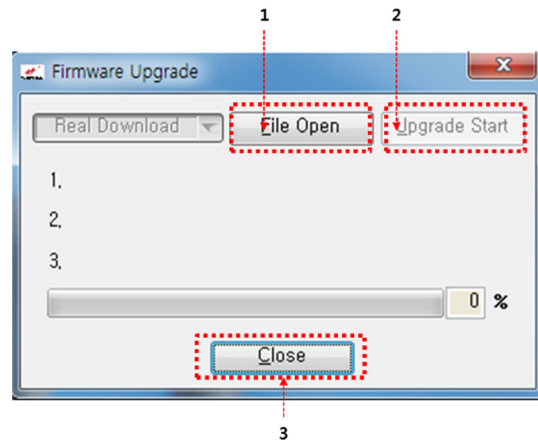 1 2
Firmware Upgrade
Real Download File Open Upgrade Start
1,
2,
3,
0 %
Close
3